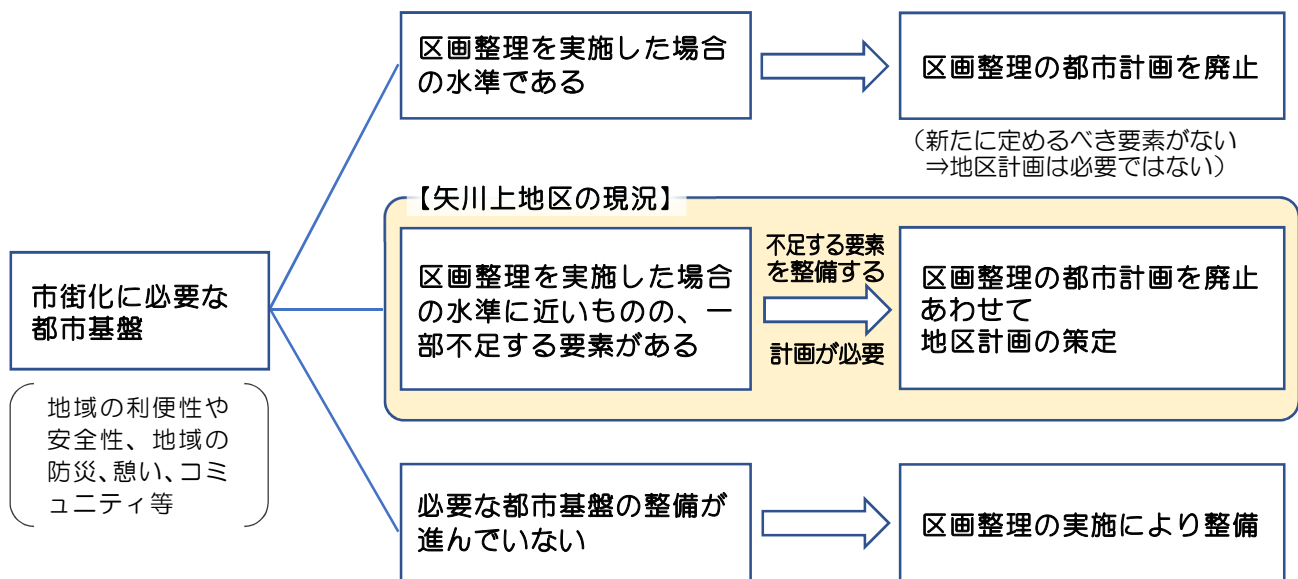 区画整理を実施した場合
の水準である
区画整理の都市計画を廃止
（新たに定めるべき要素がない
⇒地区計画は必要ではない）
【矢川上地区の現況】
市街化に必要な
都市基盤
地域の利便性や
安全性、地域の
防災、憩い、コミ
ュニティ等
区画整理を実施した場合
の水準に近いものの、一
部不足する要素がある
不足する要素
を整備する
計画が必要
区画整理の都市計画を廃止
あわせて
地区計画の策定
必要な都市基盤の整備が
進んでいない
区画整理の実施により整備